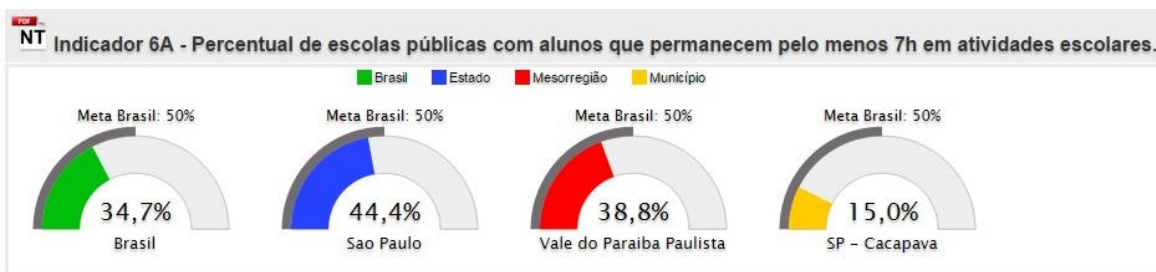 PDF
NT
Indicador 6A - Percentual de escolas públicas com alunos que permanecem pelo menos 7h em atividades escolares.
Brasil Estado Mesorregião Município
Meta Brasil: 50% Meta Brasil: 50% Meta Brasil: 50% Meta Brasil: 50%
34,7% 44,4% 38,8% 15,0%
Brasil Sao Paulo Vale do Paraiba Paulista SP - Cacapava